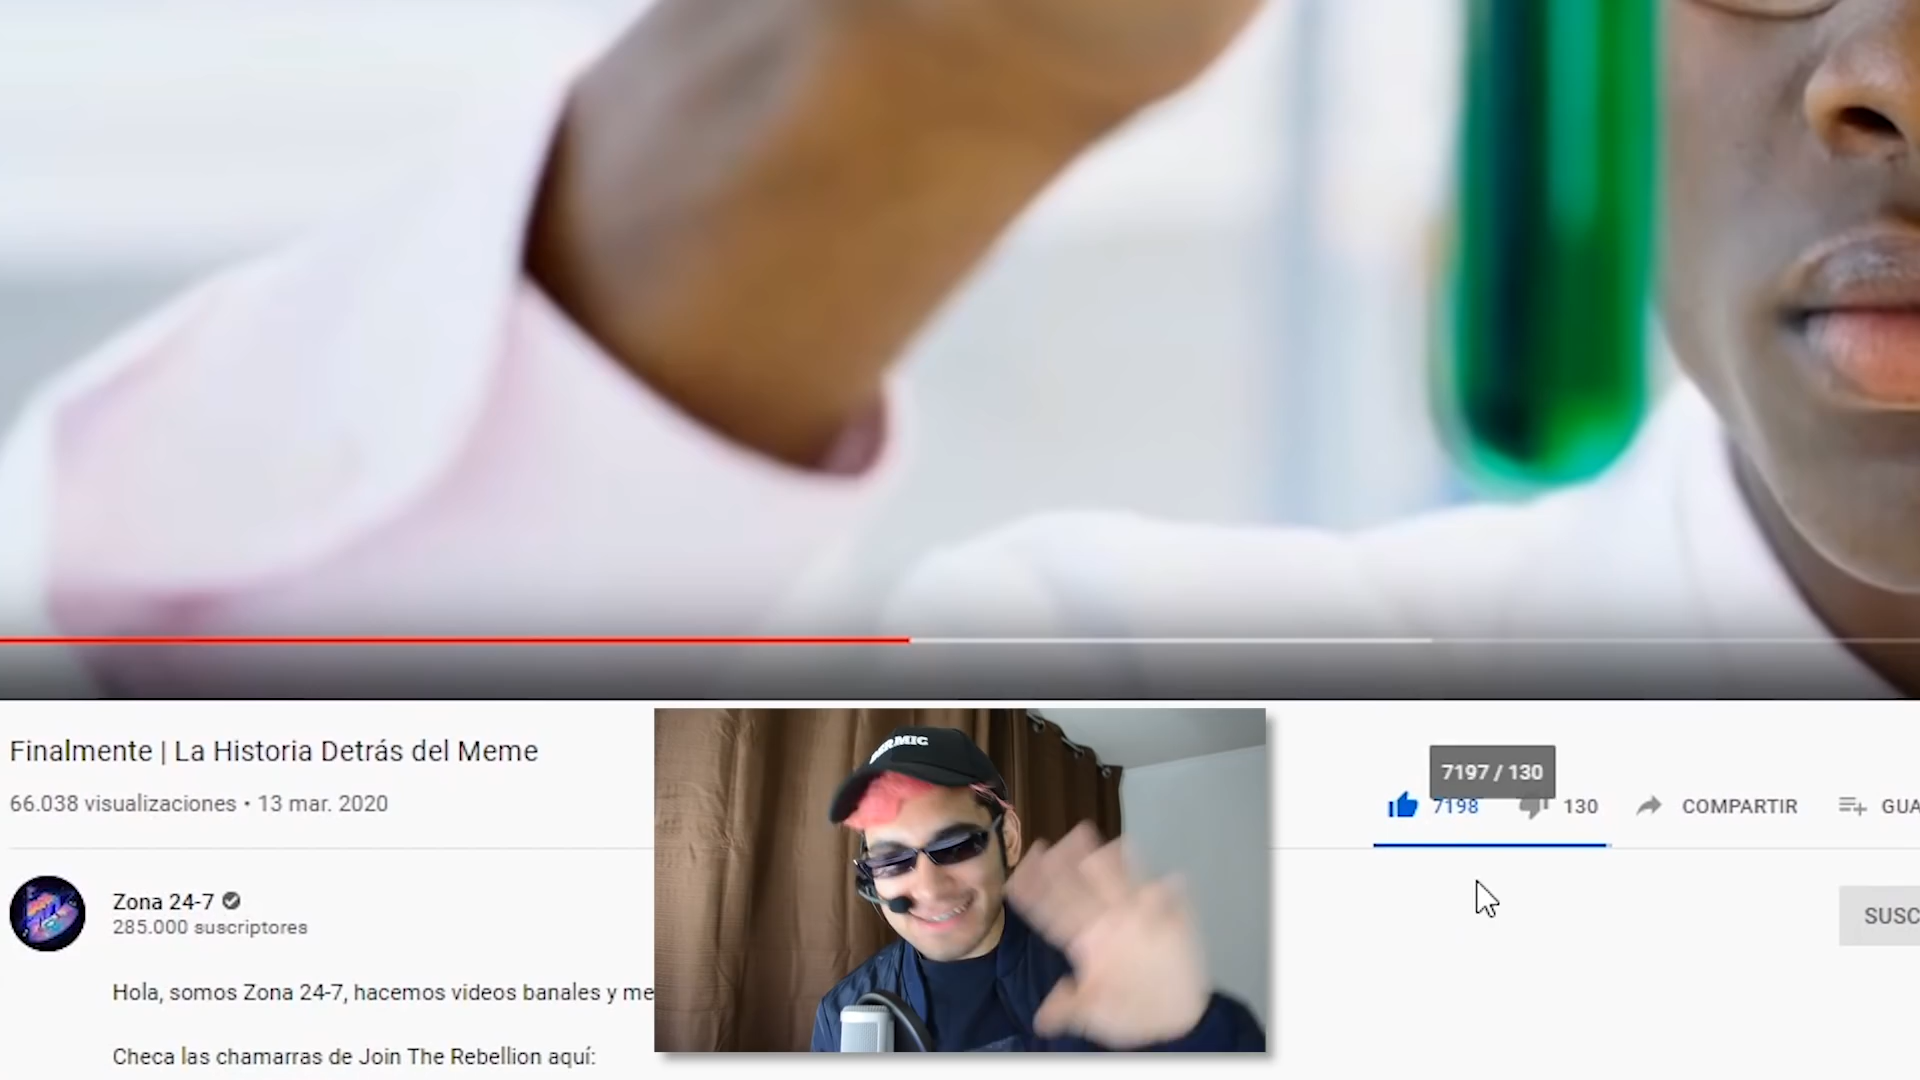 Finalmente | La Historia Detrás del Meme
66.038 visualizaciones • 13 mar. 2020
7197 / 130
7198
130
COMPARTIR
GUA
Zona 24-7
285.000 suscriptores
SUSC
Hola, somos Zona 24-7, hacemos videos banales y me
Checa las chamarras de Join The Rebellion aquí: